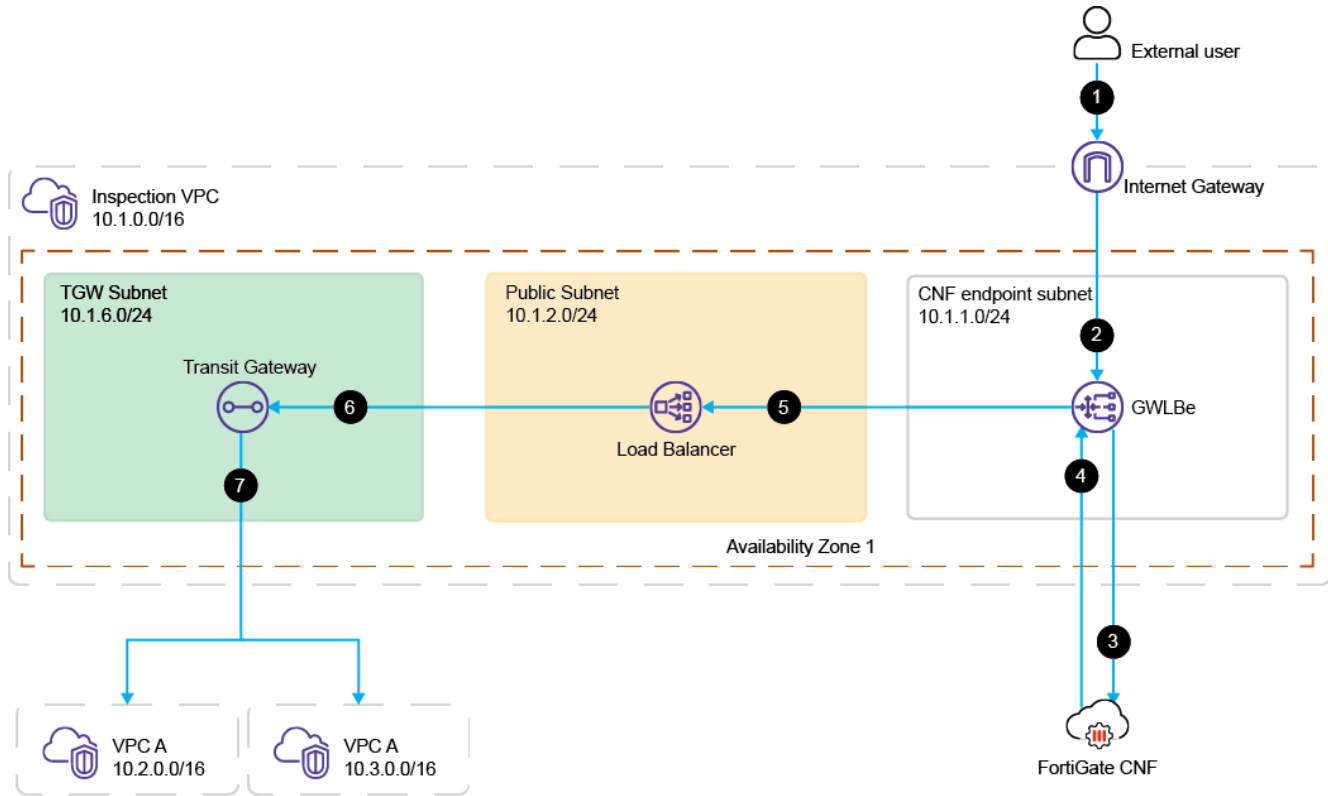 External user
1
Internet Gateway
Inspection VPC
10.1.0.0/16
TGW Subnet
10.1.6.0/24
Public Subnet
10.1.2.0/24
CNF endpoint subnet
10.1.1.0/24
2
Transit Gateway
6
5
GWLBe
Load Balancer
7
4
Availability Zone 1
3
VPC A
10.2.0.0/16
VPC A
10.3.0.0/16
FortiGate CNF